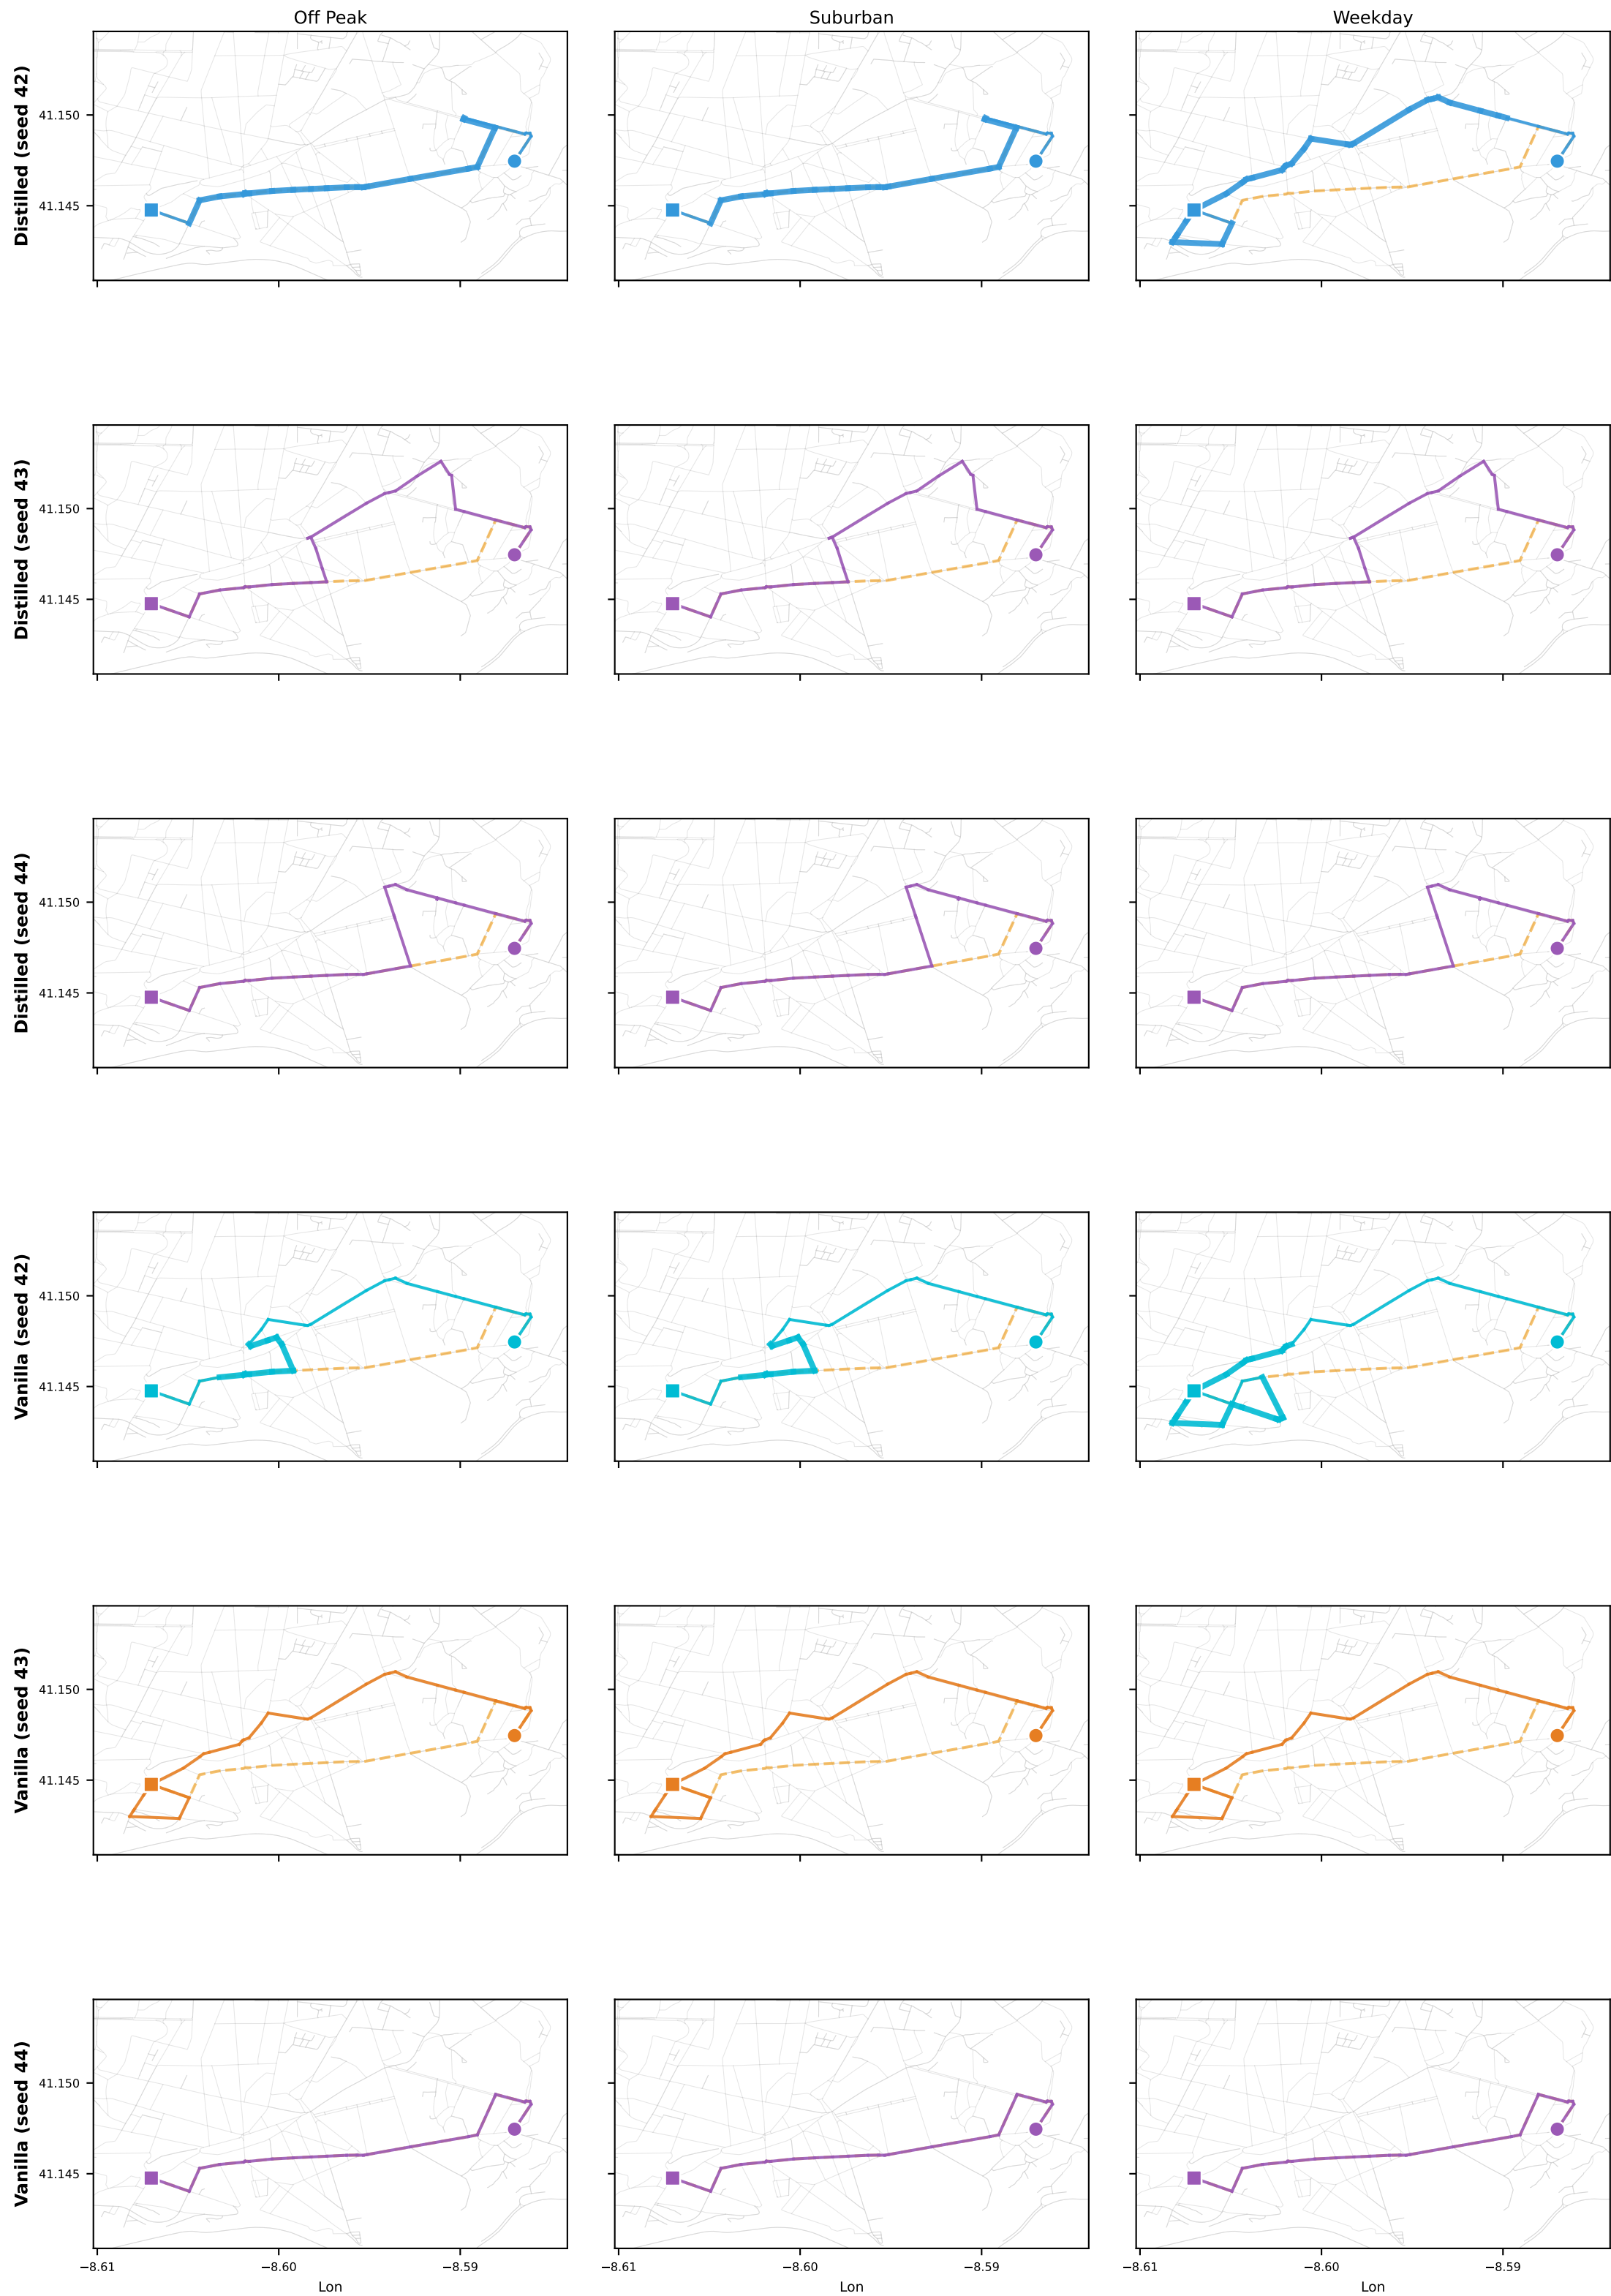 Off Peak Suburban Weekday
Distilled (seed 42)
41.150
41.145
Distilled (seed 43)
41.150
41.145
Distilled (seed 44)
41.150
41.145
Vanilla (seed 42)
41.150
41.145
Vanilla (seed 43)
41.150
41.145
Vanilla (seed 44)
41.150
41.145
−8.61 −8.60 −8.59 −8.61 −8.60 −8.59 −8.61 −8.60 −8.59
Lon Lon Lon